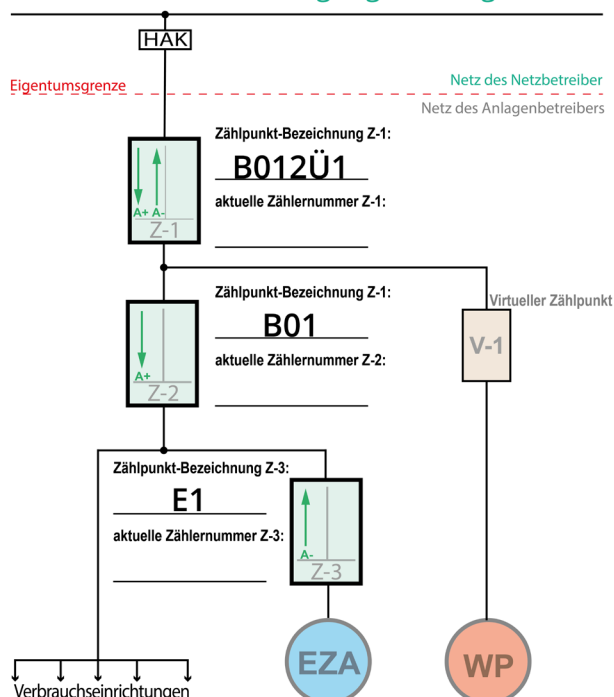 HAK
Eigentumsgrenze
Netz des Netzbetreiber
Netz des Anlagenbetreibers
Zählpunkt-Bezeichnung Z-1:
B012Ü1
aktuelle Zählernummer Z-1:
A+ A-
Z-1
Zählpunkt-Bezeichnung Z-1:
B01
aktuelle Zählernummer Z-2:
A+
Z-2
Virtueller Zählpunkt
V-1
Zählpunkt-Bezeichnung Z-3:
E1
aktuelle Zählernummer Z-3:
A-
Z-3
EZA
WP
Verbrauchseinrichtungen